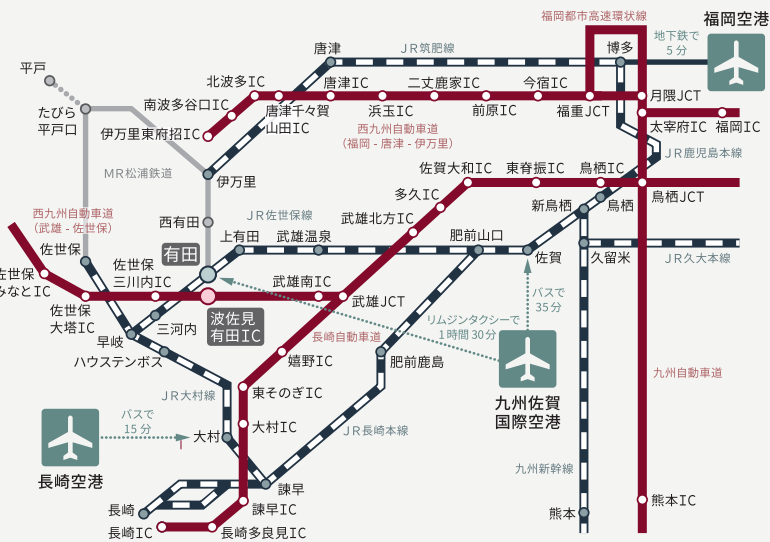 福岡都市高速環状線
福岡空港
地下鉄で
5 分
唐津
JR筑肥線
博多
平戸
北波多IC
唐津IC
二丈鹿家IC
今宿IC
月隈JCT
たびら
平戸口
南波多谷口IC
唐津千々賀
山田IC
浜玉IC
前原IC
福重JCT
太宰府IC
福岡IC
伊万里東府招IC
西九州自動車道
(福岡 - 唐津 - 伊万里)
JR鹿児島本線
MR松浦鉄道
伊万里
佐賀大和IC
東脊振IC
鳥栖IC
多久IC
新鳥栖
鳥栖
鳥栖JCT
西九州自動車道
(武雄 - 佐世保)
西有田
JR佐世保線
武雄北方IC
上有田
武雄温泉
肥前山口
佐世保
有田
佐賀
久留米
JR久大本線
佐世保
みなとIC
佐世保
三川内IC
武雄南IC
武雄JCT
バスで
35分
佐世保
大塔IC
三河内
波佐見
有田IC
リムジンタクシーで
1時間30分
早岐
長崎自動車道
ハウステンボス
嬉野IC
肥前鹿島
九州自動車道
JR大村線
東そのぎIC
九州佐賀
国際空港
バスで
15 分
大村
大村IC
JR長崎本線
長崎空港
九州新幹線
諫早
熊本IC
長崎
諫早IC
熊本
長崎IC
長崎多良見IC